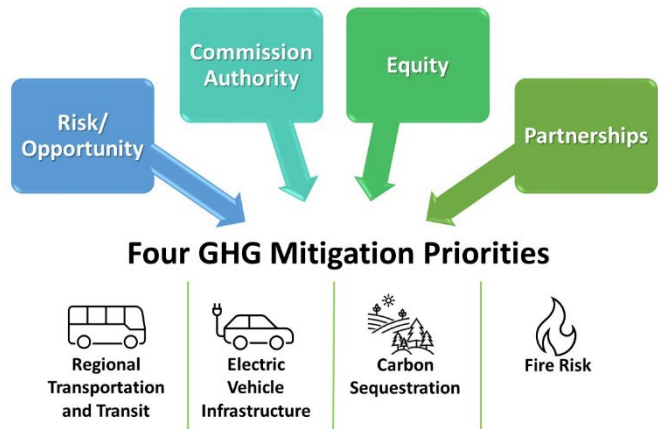 Risk/
Opportunity
Commission
Authority
Equity
Partnerships
Four GHG Mitigation Priorities
Regional
Transportation
and Transit
Electric
Vehicle
Infrastructure
Carbon
Sequestration
Fire Risk